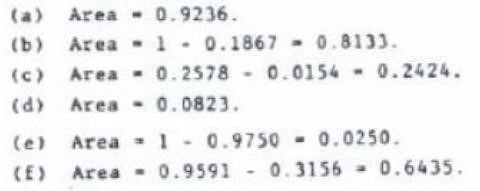 (a) Area = 0.9236.
(b) Area = 1 - 0.1867 = 0.8133.
(c) Area = 0.2578 - 0.0154 = 0.2424.
(d) Area = 0.0823.
(e) Area = 1 - 0.9750 = 0.0250.
(f) Area = 0.9591 - 0.3156 = 0.6435.